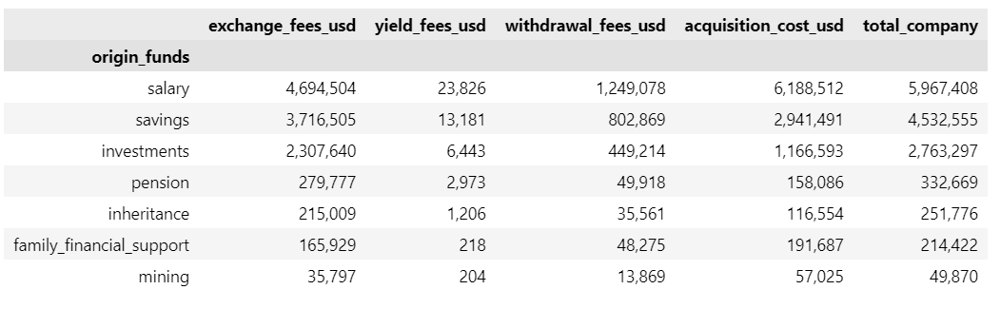 exchange_fees_usd yield_fees_usd withdrawal_fees_usd acquisition_cost_usd total_company
origin_funds
salary 4,694,504 23,826 1,249,078 6,188,512 5,967,408
savings 3,716,505 13,181 802,869 2,941,491 4,532,555
investments 2,307,640 6,443 449,214 1,166,593 2,763,297
pension 279,777 2,973 49,918 158,086 332,669
inheritance 215,009 1,206 35,561 116,554 251,776
family_financial_support 165,929 218 48,275 191,687 214,422
mining 35,797 204 13,869 57,025 49,870